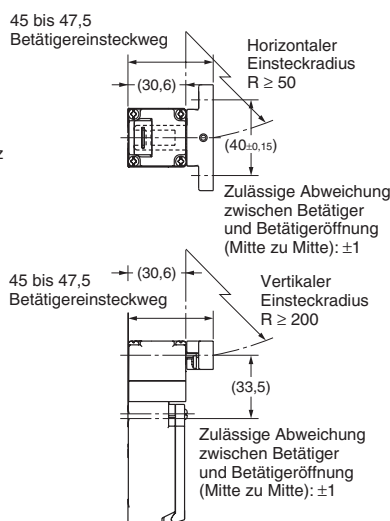 45 bis 47,5
Betätigereinsteckweg
Horizontaler
Einsteckradius
R ≥ 50
(30,6)
z
(40±0,15)
Zulässige Abweichung
zwischen Betätiger
und Betätigeröffnung
(Mitte zu Mitte): ±1
45 bis 47,5
Betätigereinsteckweg
(30,6)
Vertikaler
Einsteckradius
R ≥ 200
(33,5)
Zulässige Abweichung
zwischen Betätiger
und Betätigeröffnung
(Mitte zu Mitte): ±1